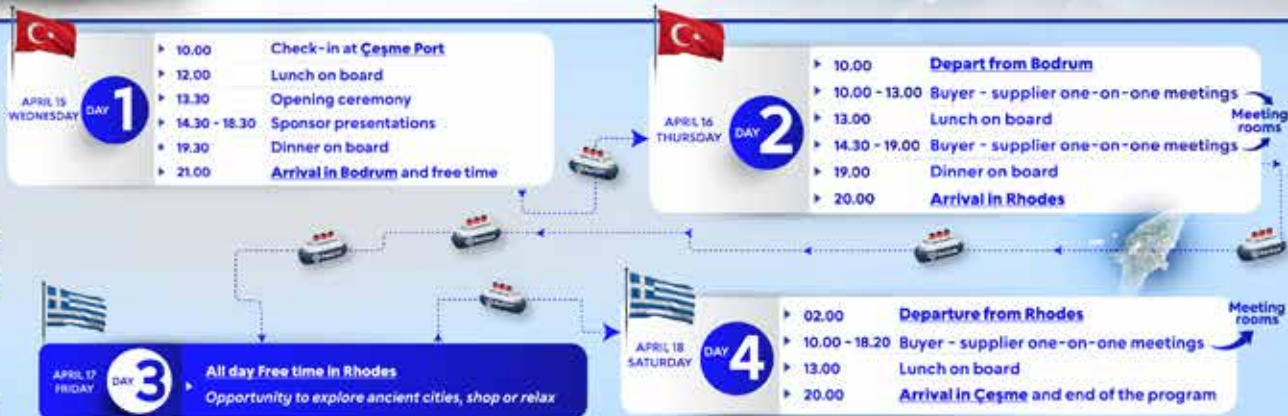 APRIL 15
WEDNESDAY
DAY 1
10.00 Check-in at Çeşme Port
12.00 Lunch on board
13.30 Opening ceremony
14.30 - 18.30 Sponsor presentations
19.30 Dinner on board
21.00 Arrival in Bodrum and free time
APRIL 16
THURSDAY
DAY 2
10.00 Depart from Bodrum
10.00 - 13.00 Buyer - supplier one-on-one meetings
13.00 Lunch on board
14.30 - 19.00 Buyer - supplier one-on-one meetings
19.00 Dinner on board
20.00 Arrival in Rhodes
Meeting
rooms
APRIL 17
FRIDAY
DAY 3
All day Free time in Rhodes
Opportunity to explore ancient cities, shop or relax
APRIL 18
SATURDAY
DAY 4
02.00 Departure from Rhodes
10.00 - 18.20 Buyer - supplier one-on-one meetings
13.00 Lunch on board
20.00 Arrival in Çeşme and end of the program
Meeting
rooms